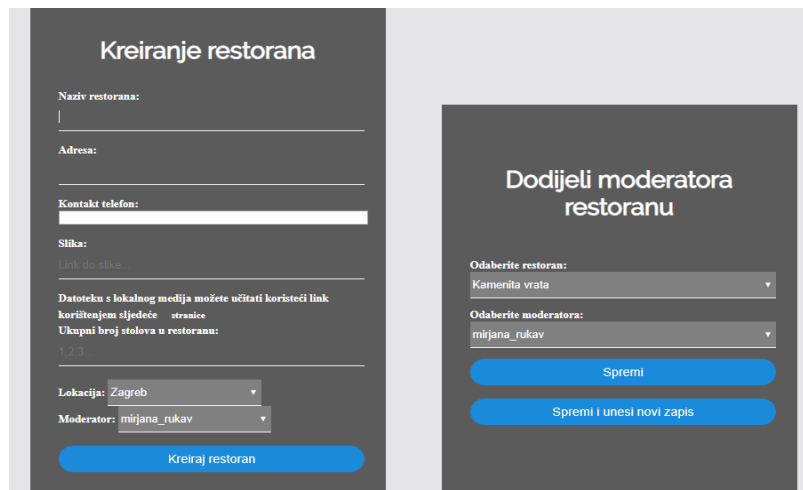 Kreiranje restorana
Naziv restorana:
Adresa:
Kontakt telefon:
Slika:
Link do slike...
Datoteku s lokalnog medija možete učitati koristeći link
korištenjem sljedeće stranice
Ukupni broj stolova u restoranu:
1,2,3...
Lokacija: Zagreb
Moderator: mirjana_rukav
Kreiraj restoran
Dodijeli moderatora
restoranu
Odaberite restoran:
Kamenita vrata
Odaberite moderatora:
mirjana_rukav
Spremi
Spremi i unesi novi zapis